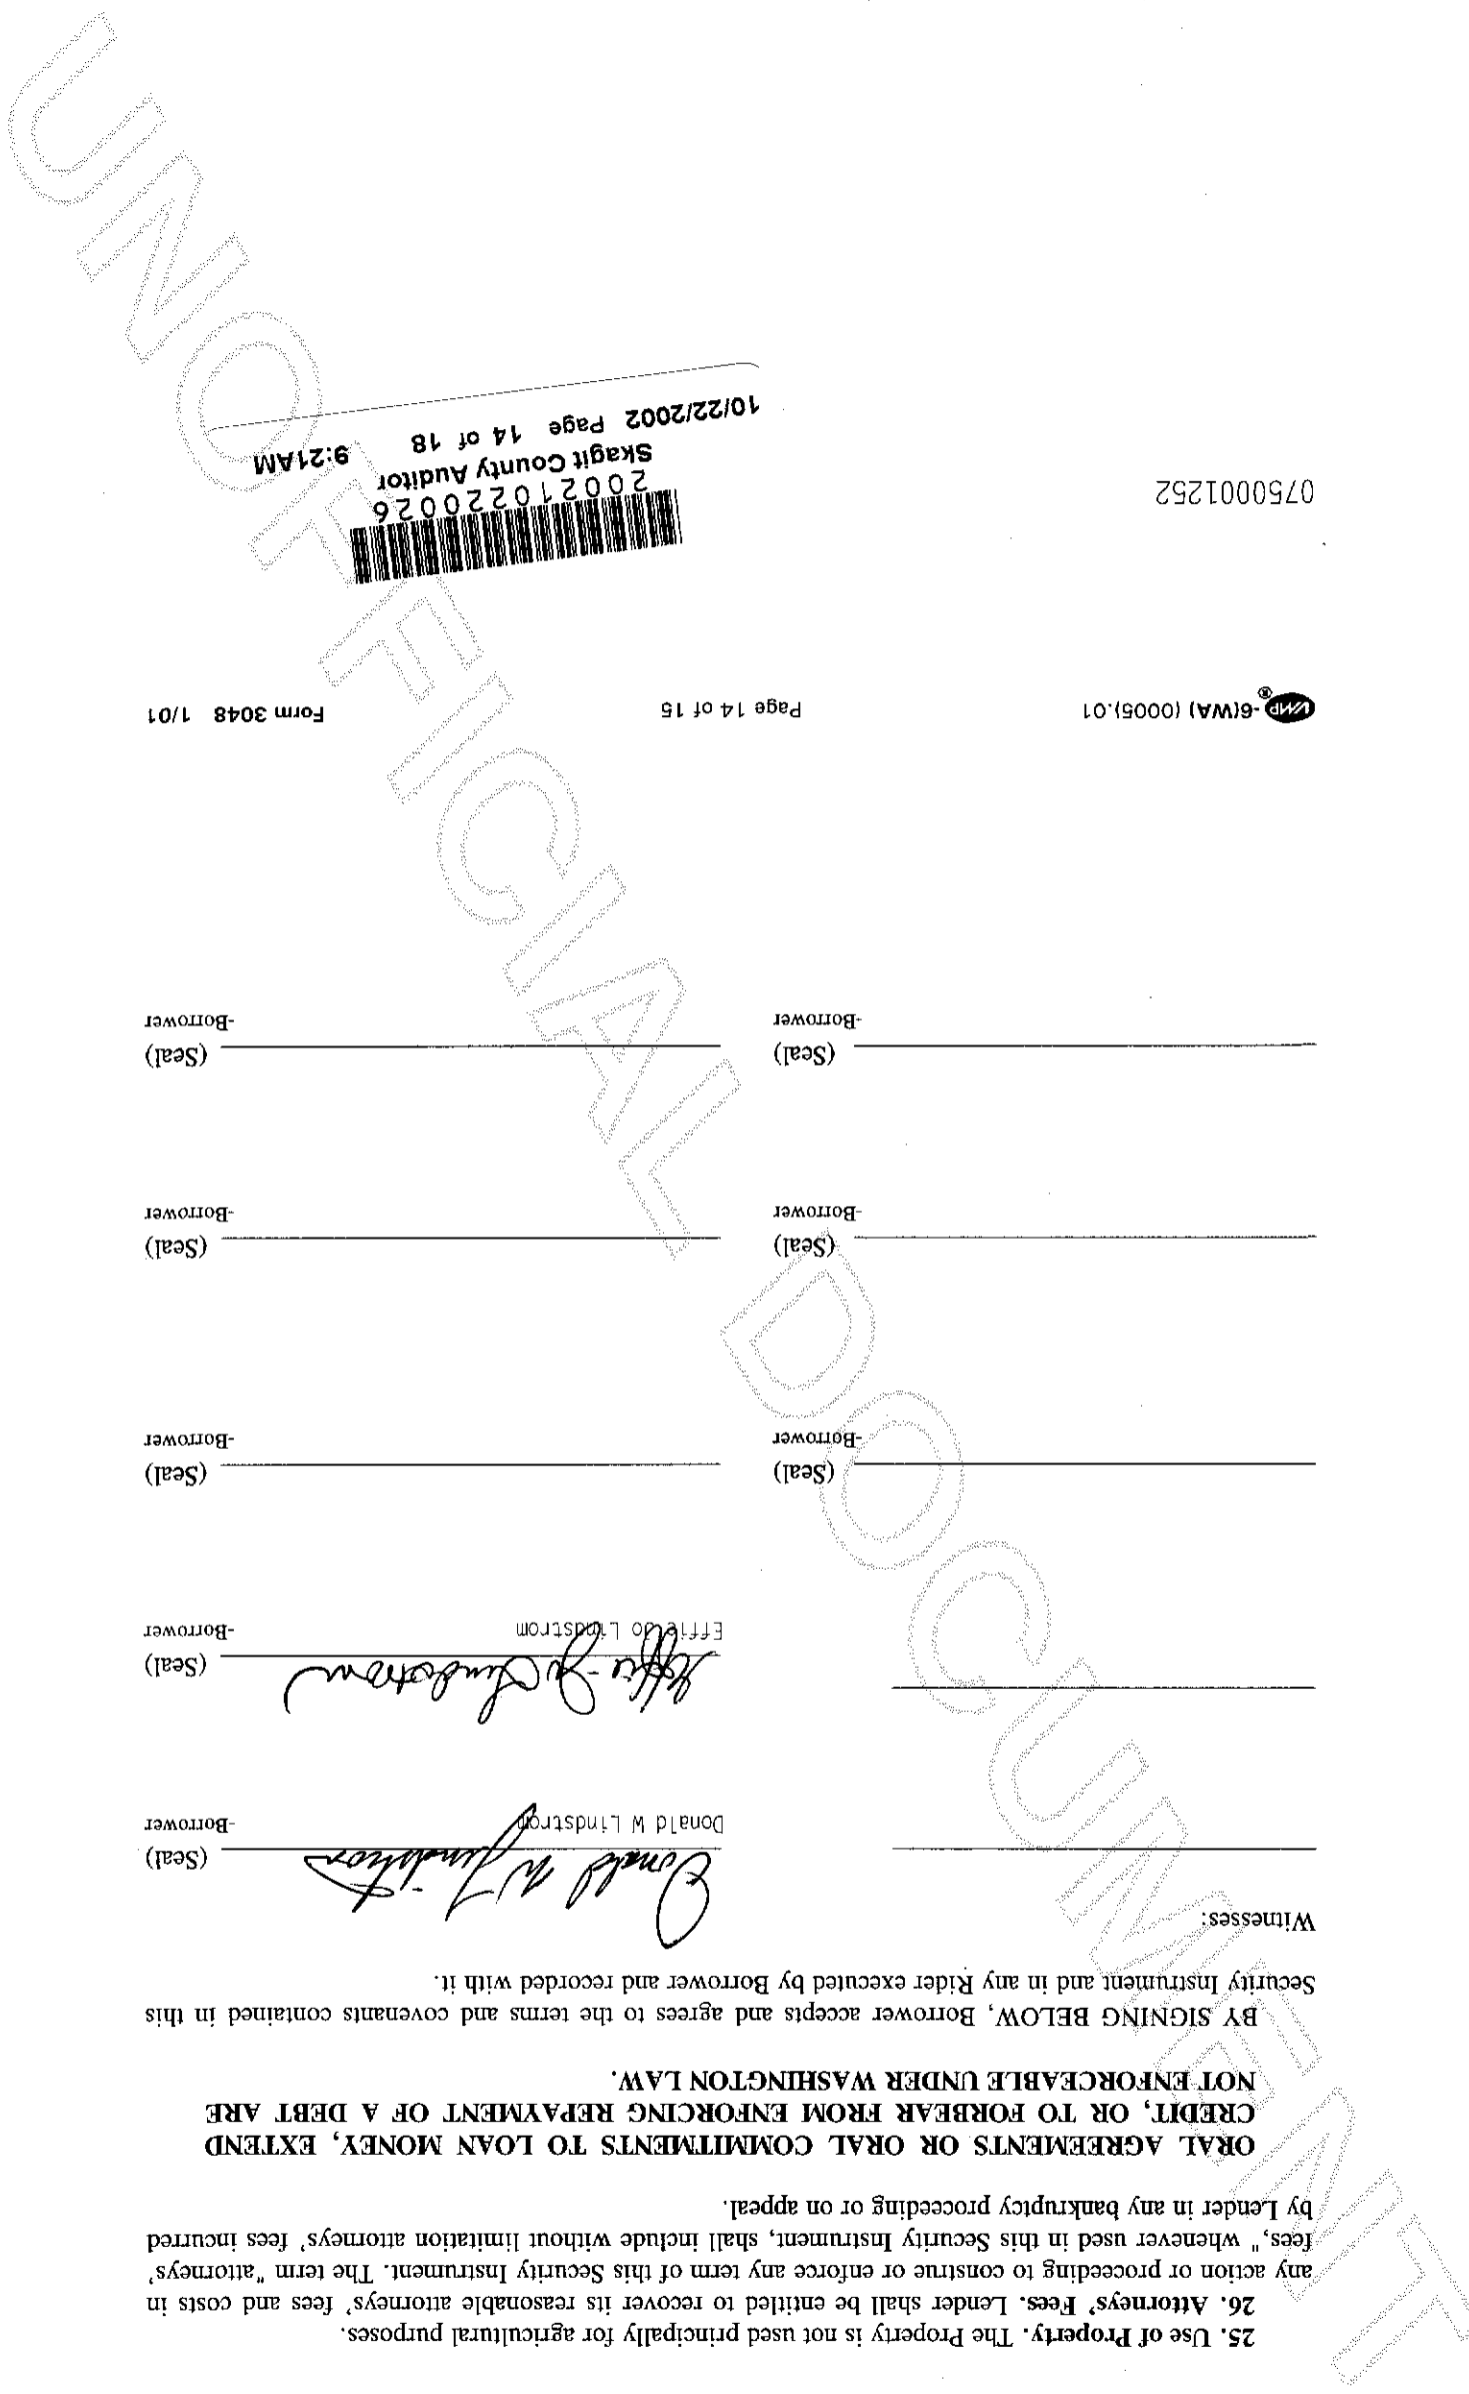 25. Use of Property. The Property is not used principally for agricultural purposes.
26. Attorneys' Fees. Lender shall be entitled to recover its reasonable attorneys' fees and costs in
any action or proceeding to construe or enforce any term of this Security Instrument. The term "attorneys'
fees," whenever used in this Security Instrument, shall include without limitation attorneys' fees incurred
by Lender in any bankruptcy proceeding or on appeal.
ORAL AGREEMENTS OR ORAL COMMITMENTS TO LOAN MONEY, EXTEND
CREDIT, OR TO FORBEAR FROM ENFORCING REPAYMENT OF A DEBT ARE
NOT ENFORCEABLE UNDER WASHINGTON LAW.
BY SIGNING BELOW, Borrower accepts and agrees to the terms and covenants contained in this
Security Instrument and in any Rider executed by Borrower and recorded with it.
Witnesses:
Donald W Lindstrom (Seal)
Donald W Lindstrom -Borrower
Effie Jo Lindstrom (Seal)
Effie Jo Lindstrom -Borrower
(Seal) (Seal)
-Borrower -Borrower
(Seal) (Seal)
-Borrower -Borrower
(Seal) (Seal)
-Borrower -Borrower
VMP® -6(WA) (0005).01 Page 14 of 15 Form 3048 1/01
0750001252
200210220026
Skagit County Auditor
10/22/2002 Page 14 of 18 9:21AM
UNOFFICIAL DOCUMENT